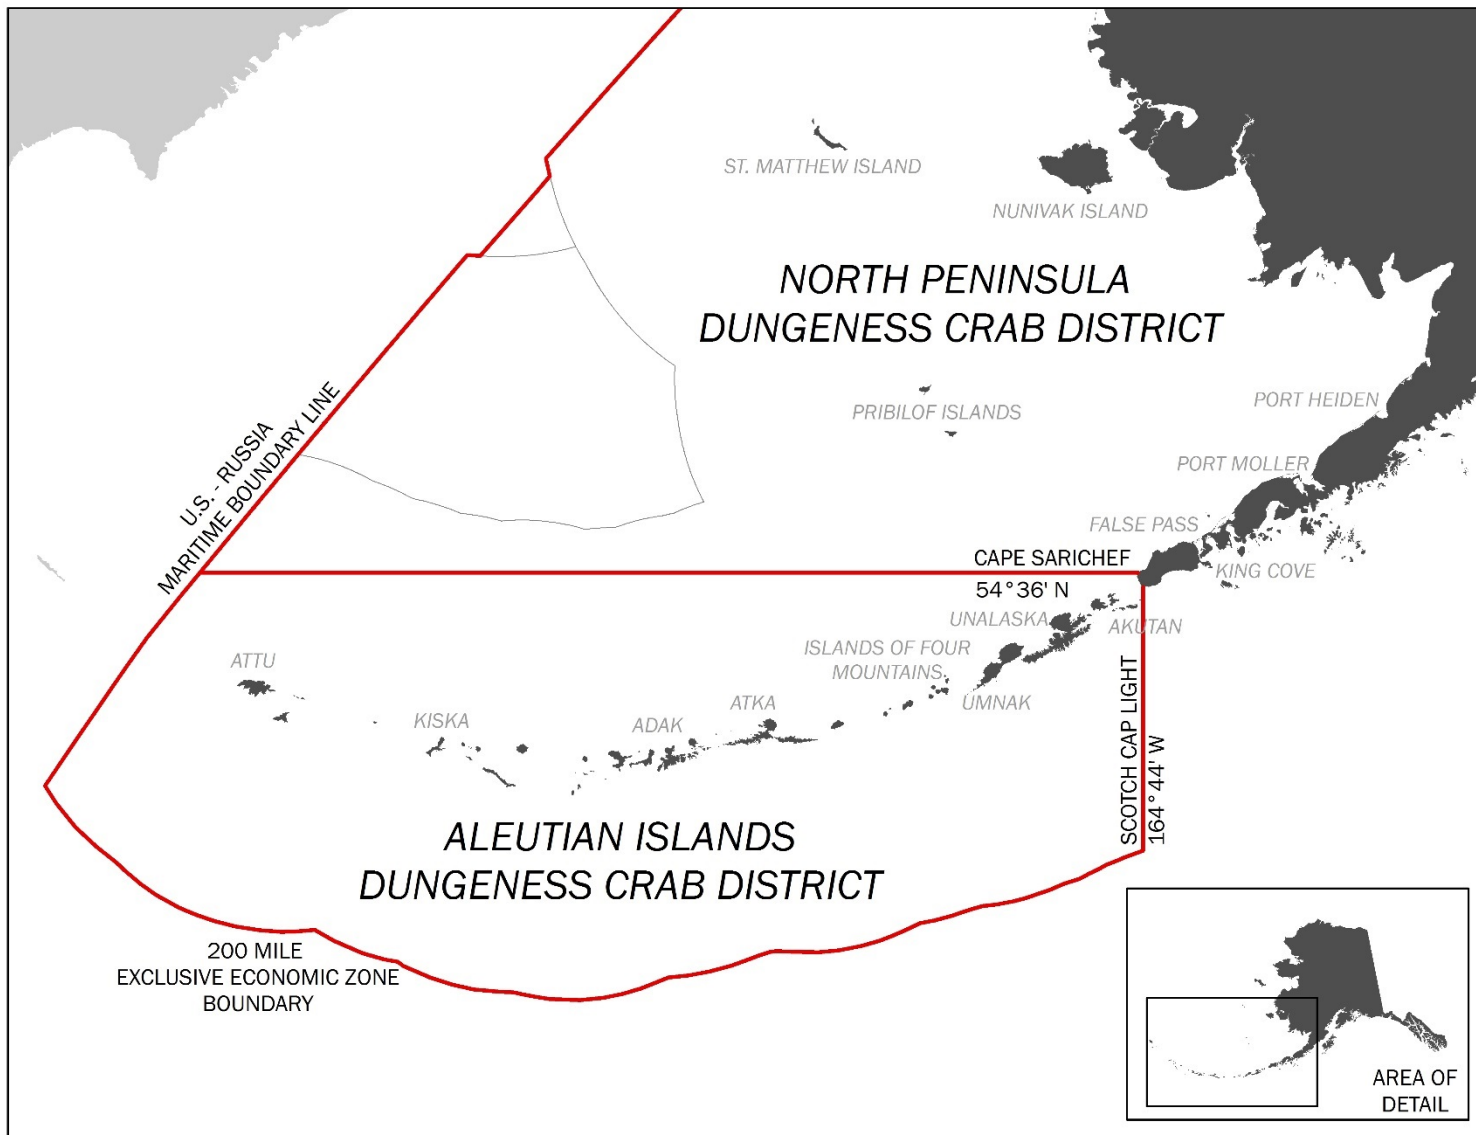 ST. MATTHEW ISLAND
NUNIVAK ISLAND
NORTH PENINSULA
DUNGENESS CRAB DISTRICT
PRIBILOF ISLANDS
PORT HEIDEN
PORT MOLLER
FALSE PASS
KING COVE
U.S. - RUSSIA
MARITIME BOUNDARY LINE
CAPE SARICHEF
54°36' N
UNALASKA
AKUTAN
ISLANDS OF FOUR
MOUNTAINS
UMNAK
ATTU
KISKA
ADAK
ATKA
SCOTCH CAP LIGHT
164°44' W
ALEUTIAN ISLANDS
DUNGENESS CRAB DISTRICT
200 MILE
EXCLUSIVE ECONOMIC ZONE
BOUNDARY
AREA OF
DETAIL